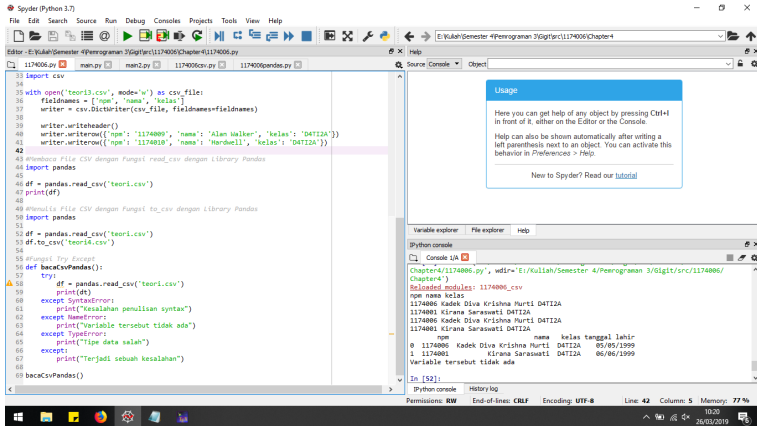 Spyder (Python 3.7)
File Edit Search Source Run Debug Consoles Projects Tools View Help
E:\Kuliah\Semester 4\Pemrograman 3\Gigit\src\1174006\Chapter4
Editor - E:\Kuliah\Semester 4\Pemrograman 3\Gigit\src\1174006\Chapter4\1174006.py
1174006.py main.py main2.py 1174006csv.py 1174006pandas.py
33 import csv
34
35 with open('teori3.csv', mode='w') as csv_file:
36 fieldnames = ['npm', 'nama', 'kelas']
37 writer = csv.DictWriter(csv_file, fieldnames=fieldnames)
38
39 writer.writeheader()
40 writer.writerow({'npm': '1174009', 'nama': 'Alan Walker', 'kelas': 'D4TI2A'})
41 writer.writerow({'npm': '1174010', 'nama': 'Hardwell', 'kelas': 'D4TI2A'})
42
43 #Membaca File CSV dengan Fungsi read_csv dengan Library Pandas
44 import pandas
45
46 df = pandas.read_csv('teori.csv')
47 print(df)
48
49 #Menulis File CSV dengan Fungsi to_csv dengan Library Pandas
50 import pandas
51
52 df = pandas.read_csv('teori.csv')
53 df.to_csv('teori4.csv')
54
55 #Fungsi Try Except
56 def bacaCsvPandas():
57 try:
58 df = pandas.read_csv('teori.csv')
59 print(dt)
60 except SyntaxError:
61 print("Kesalahan penulisan syntax")
62 except NameError:
63 print("Variable tersebut tidak ada")
64 except TypeError:
65 print("Tipe data salah")
66 except:
67 print("Terjadi sebuah kesalahan")
68
69 bacaCsvPandas()
Help
Source Console Object
Usage
Here you can get help of any object by pressing Ctrl+I
in front of it, either on the Editor or the Console.
Help can also be shown automatically after writing a
left parenthesis next to an object. You can activate this
behavior in Preferences > Help.
New to Spyder? Read our tutorial
Variable explorer File explorer Help
IPython console
Console 1/A
Chapter4/1174006.py', wdir='E:/Kuliah/Semester 4/Pemrograman 3/Gigit/src/1174006/
Chapter4')
Reloaded modules: 1174006_csv
npm nama kelas
1174006 Kadek Diva Krishna Murti D4TI2A
1174001 Kirana Saraswati D4TI2A
1174006 Kadek Diva Krishna Murti D4TI2A
1174001 Kirana Saraswati D4TI2A
npm nama kelas tanggal lahir
0 1174006 Kadek Diva Krishna Murti D4TI2A 05/05/1999
1 1174001 Kirana Saraswati D4TI2A 06/06/1999
Variable tersebut tidak ada
In [52]:
IPython console History log
Permissions: RW End-of-lines: CRLF Encoding: UTF-8 Line: 42 Column: 5 Memory: 77 %
10:20
26/03/2019